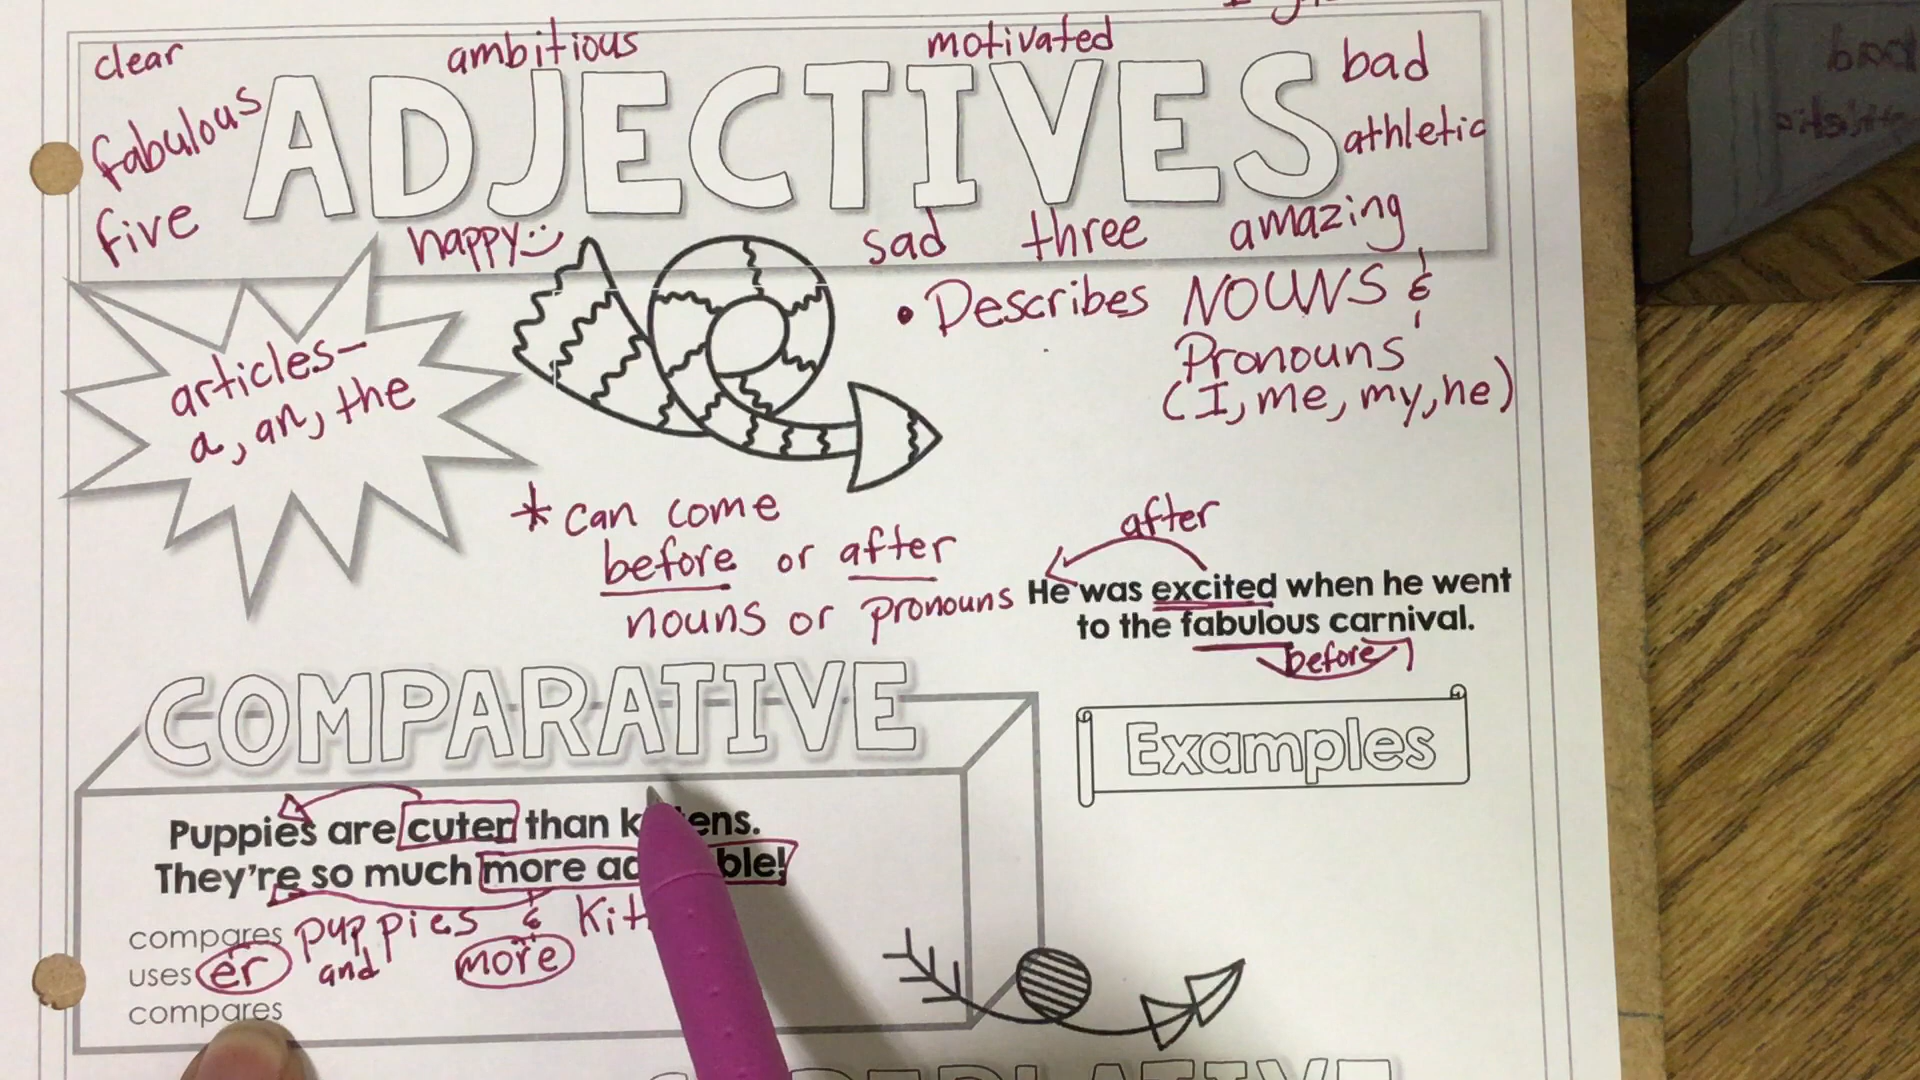 clear ambitious motivated bad
ADJECTIVES
fabulous athletic
five happy sad three amazing
articles-
a, an, the
• Describes NOUNS &
Pronouns
(I, me, my, he)
* can come
before or after
nouns or pronouns
after
He was excited when he went
to the fabulous carnival.
before
COMPARATIVE
Examples
Puppies are cuter than
They're so much more
compares puppies &
uses er and more
compares